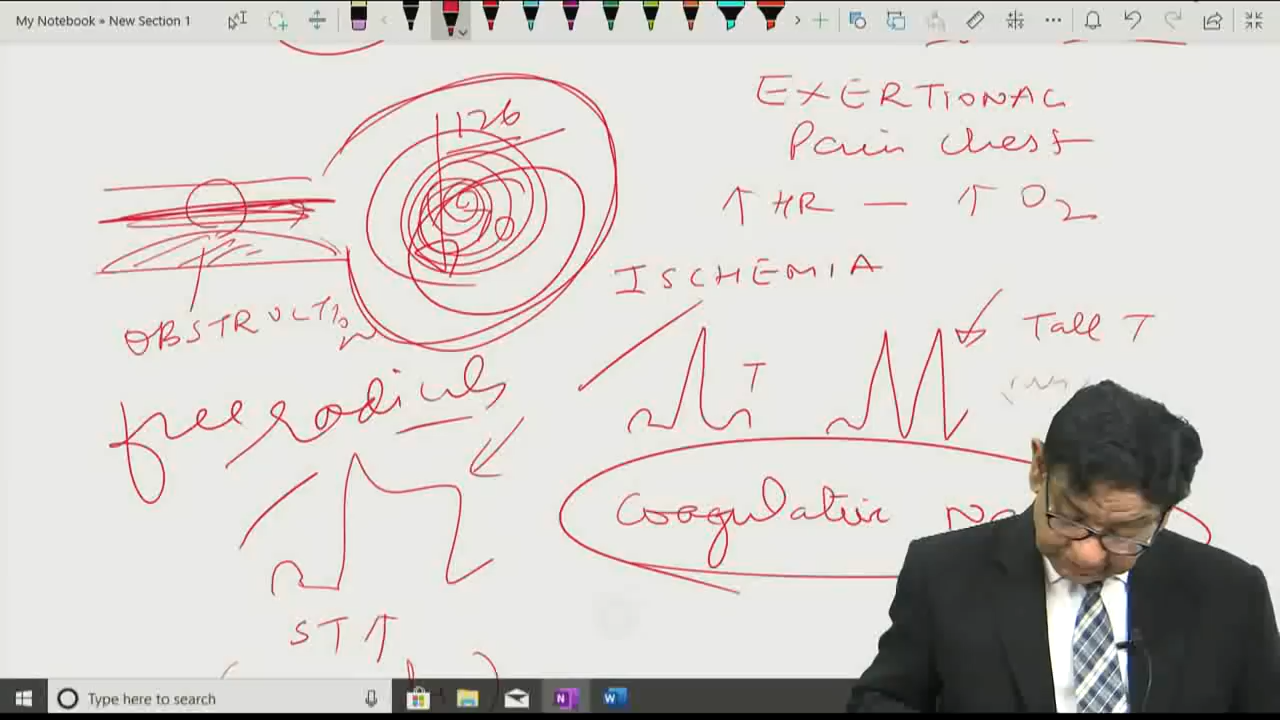 My Notebook » New Section 1
EXERTIONAL
Pain chest
↑ HR — ↑ O2
126
ISCHEMIA
OBSTRUCTION
Tall T
T
free radicals
Coagulative
ST ↑
Type here to search